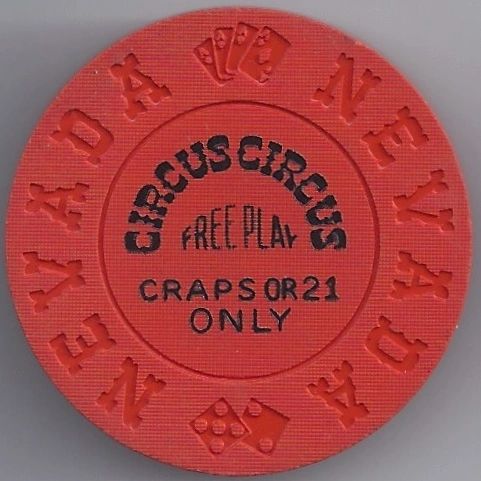 NEVADA
NEVADA
CIRCUS CIRCUS
FREE PLAY
CRAPS OR 21
ONLY